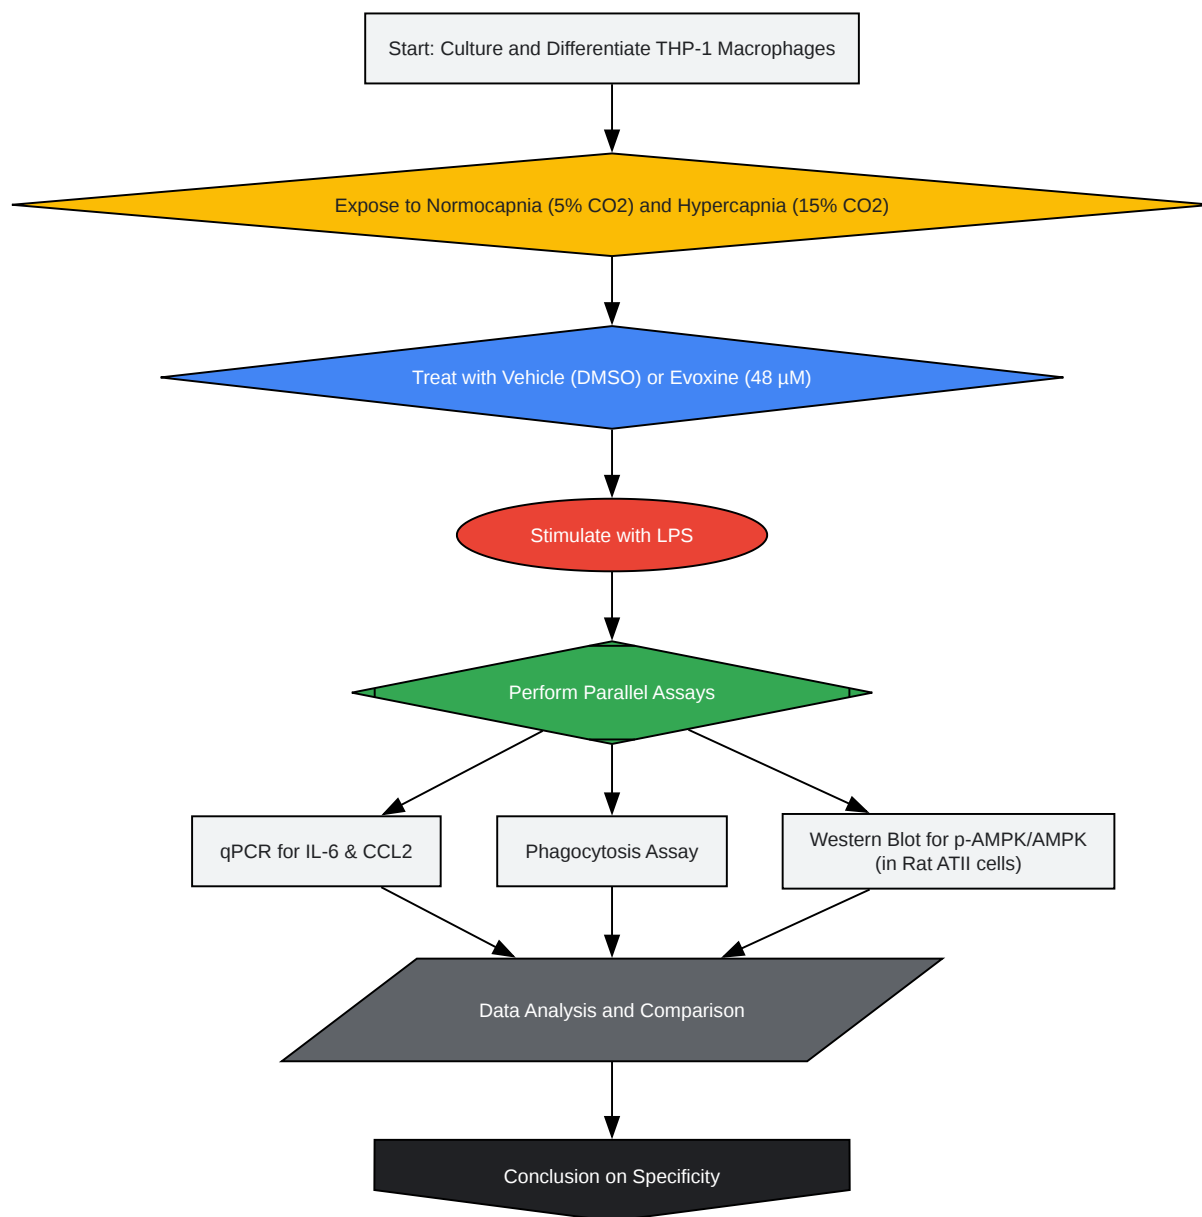 Start: Culture and Differentiate THP-1 Macrophages
Expose to Normocapnia (5% CO2) and Hypercapnia (15% CO2)
Treat with Vehicle (DMSO) or Evoxine (48 µM)
Stimulate with LPS
Perform Parallel Assays
qPCR for IL-6 & CCL2
Phagocytosis Assay
Western Blot for p-AMPK/AMPK
(in Rat ATII cells)
Data Analysis and Comparison
Conclusion on Specificity